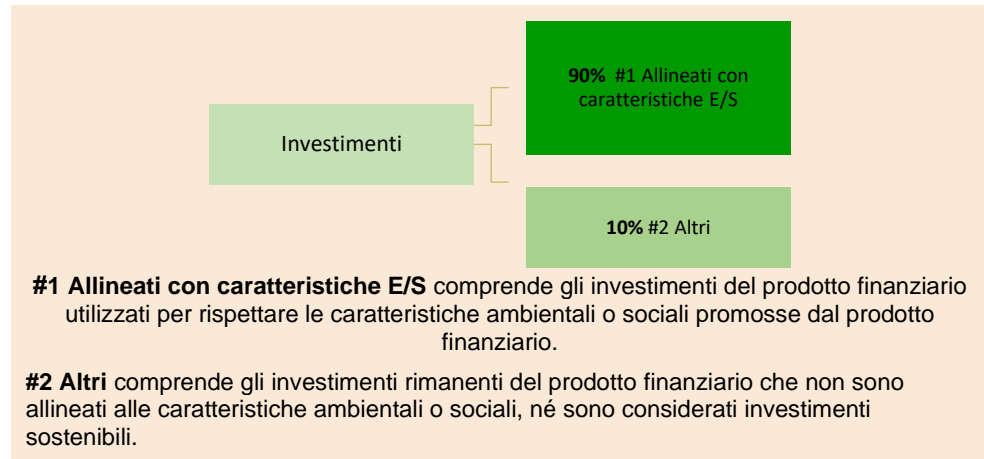 90% #1 Allineati con
caratteristiche E/S
Investimenti
10% #2 Altri
#1 Allineati con caratteristiche E/S comprende gli investimenti del prodotto finanziario
utilizzati per rispettare le caratteristiche ambientali o sociali promosse dal prodotto
finanziario.
#2 Altri comprende gli investimenti rimanenti del prodotto finanziario che non sono
allineati alle caratteristiche ambientali o sociali, né sono considerati investimenti
sostenibili.